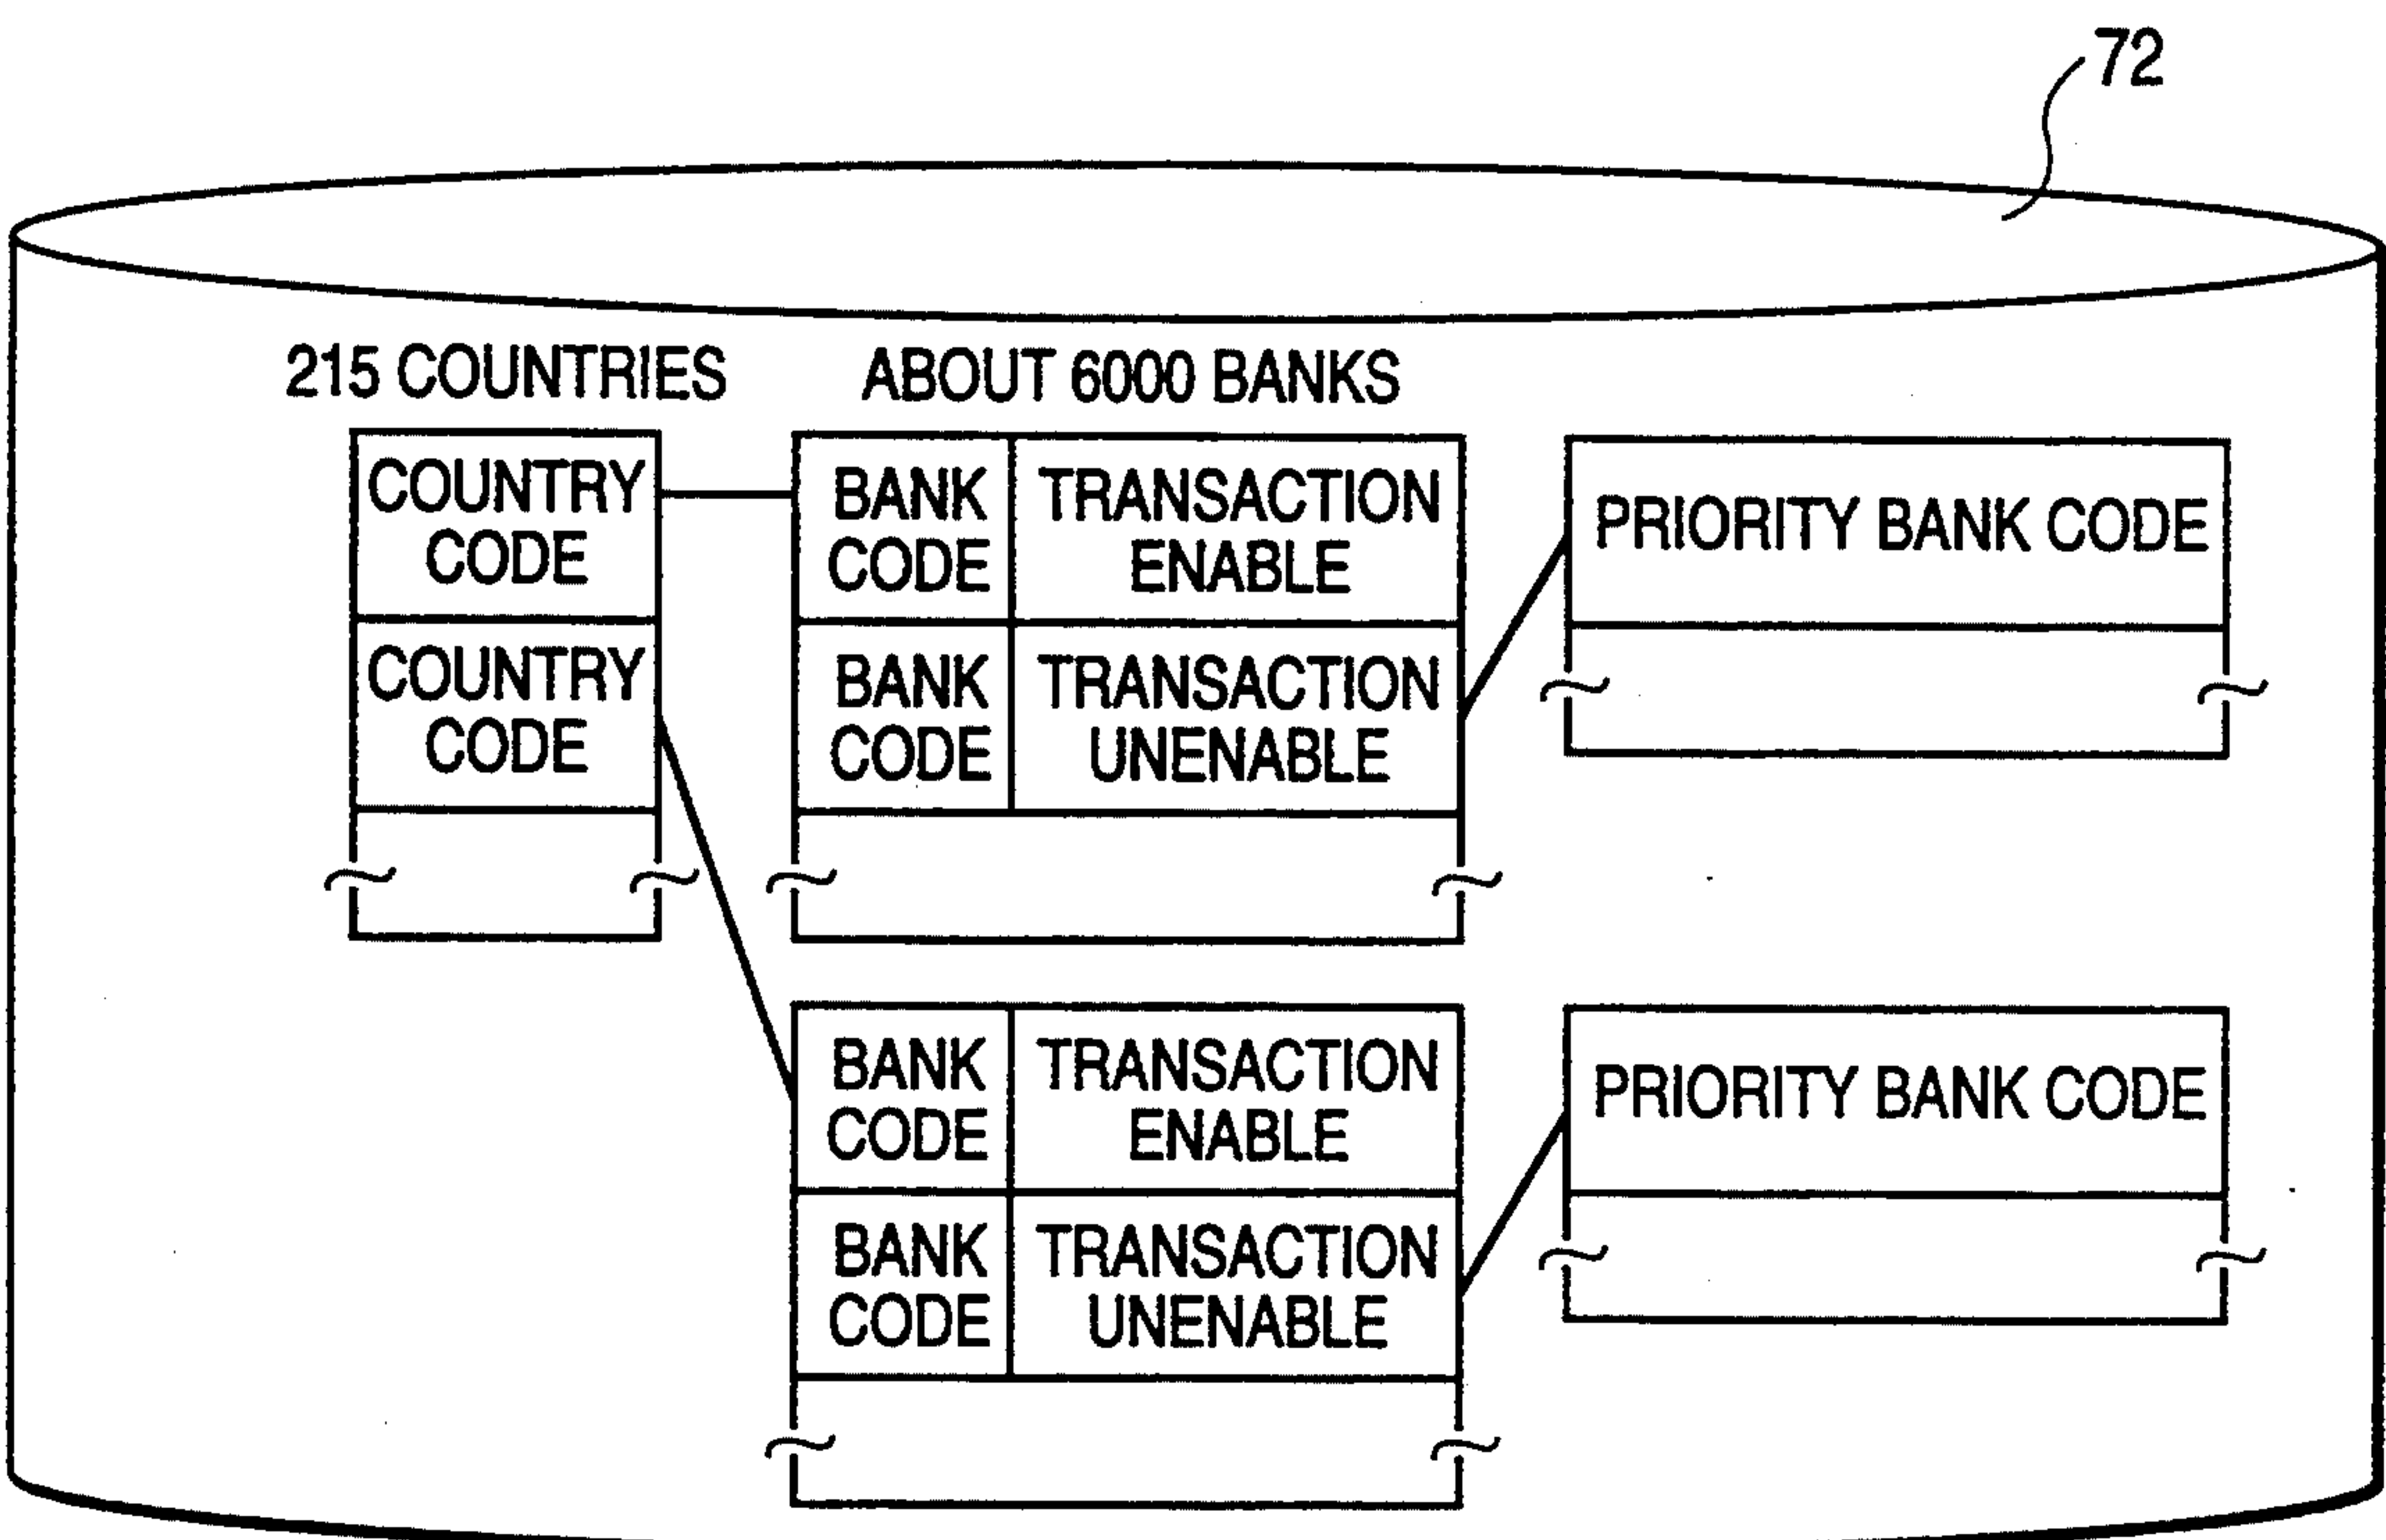 72
215 COUNTRIES
ABOUT 6000 BANKS
COUNTRY
CODE
COUNTRY
CODE
BANK
CODE
TRANSACTION
ENABLE
BANK
CODE
TRANSACTION
UNENABLE
PRIORITY BANK CODE
BANK
CODE
TRANSACTION
ENABLE
BANK
CODE
TRANSACTION
UNENABLE
PRIORITY BANK CODE